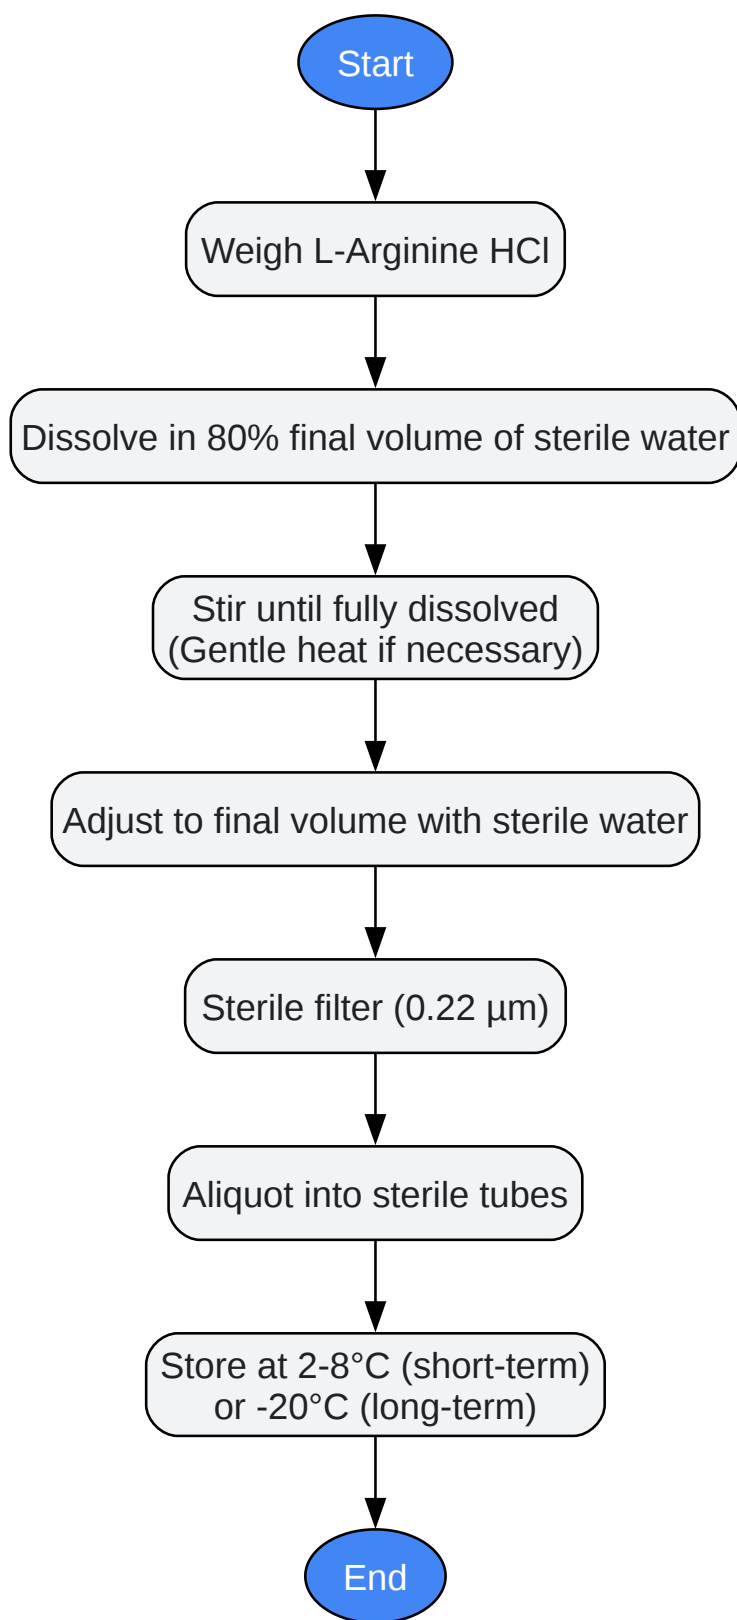 Start
Weigh L-Arginine HCl
Dissolve in 80% final volume of sterile water
Stir until fully dissolved
(Gentle heat if necessary)
Adjust to final volume with sterile water
Sterile filter (0.22 µm)
Aliquot into sterile tubes
Store at 2-8°C (short-term)
or -20°C (long-term)
End